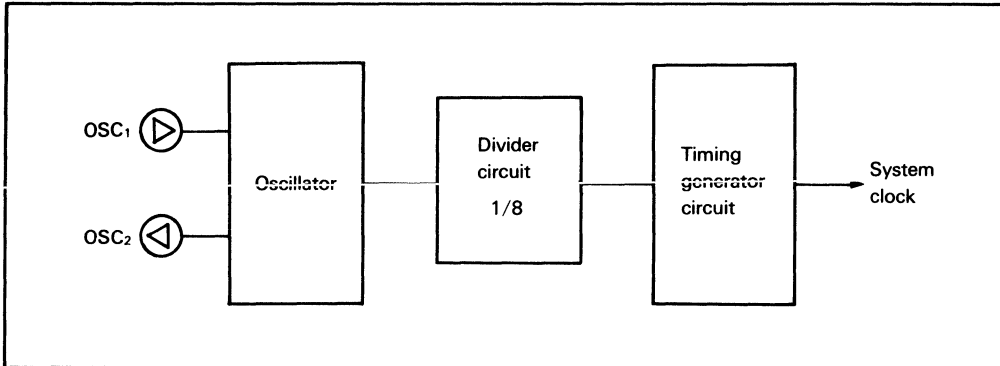 OSC₁
OSC₂
Oscillator
Divider
circuit
1/8
Timing
generator
circuit
System
clock